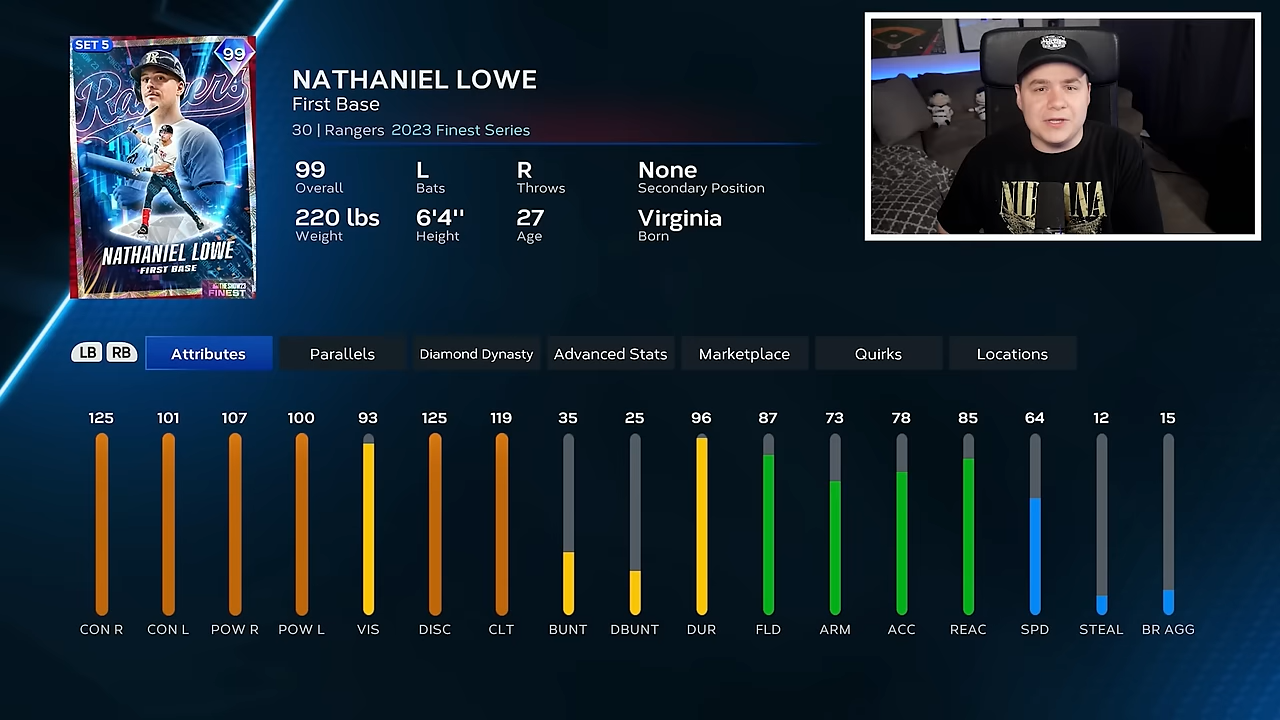 SET 5
99
Rangers
NATHANIEL LOWE
FIRST BASE
FINEST
NATHANIEL LOWE
First Base
30 | Rangers 2023 Finest Series
99 L R None
Overall Bats Throws Secondary Position
220 lbs 6'4'' 27 Virginia
Weight Height Age Born
NIRVANA
LB RB Attributes Parallels Diamond Dynasty Advanced Stats Marketplace Quirks Locations
125 101 107 100 93 125 119 35 25 96 87 73 78 85 64 12 15
CON R CON L POW R POW L VIS DISC CLT BUNT DBUNT DUR FLD ARM ACC REAC SPD STEAL BR AGG